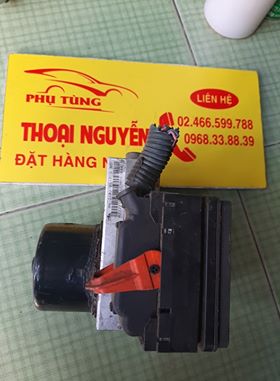 PHỤ TÙNG
LIÊN HỆ
THOẠI NGUYỄN
02.466.599.788
0968.33.88.39
ĐẶT HÀNG